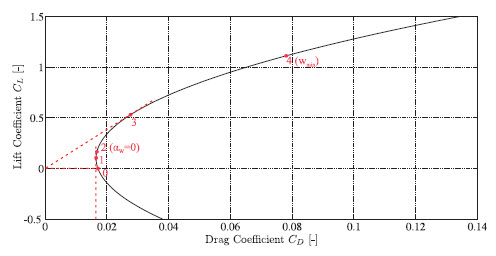 1.5
1
0.5
0
-0.5
Lift Coefficient C_L [-]
4 (w_min)
3
2 (α_w=0)
1
0
0 0.02 0.04 0.06 0.08 0.1 0.12 0.14
Drag Coefficient C_D [-]